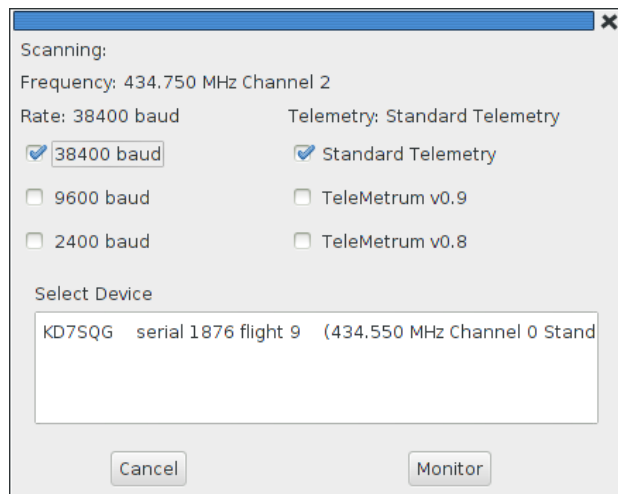 Scanning:
Frequency: 434.750 MHz Channel 2
Rate: 38400 baud Telemetry: Standard Telemetry
38400 baud Standard Telemetry
9600 baud TeleMetrum v0.9
2400 baud TeleMetrum v0.8
Select Device
KD7SQG serial 1876 flight 9 (434.550 MHz Channel 0 Stand
Cancel Monitor